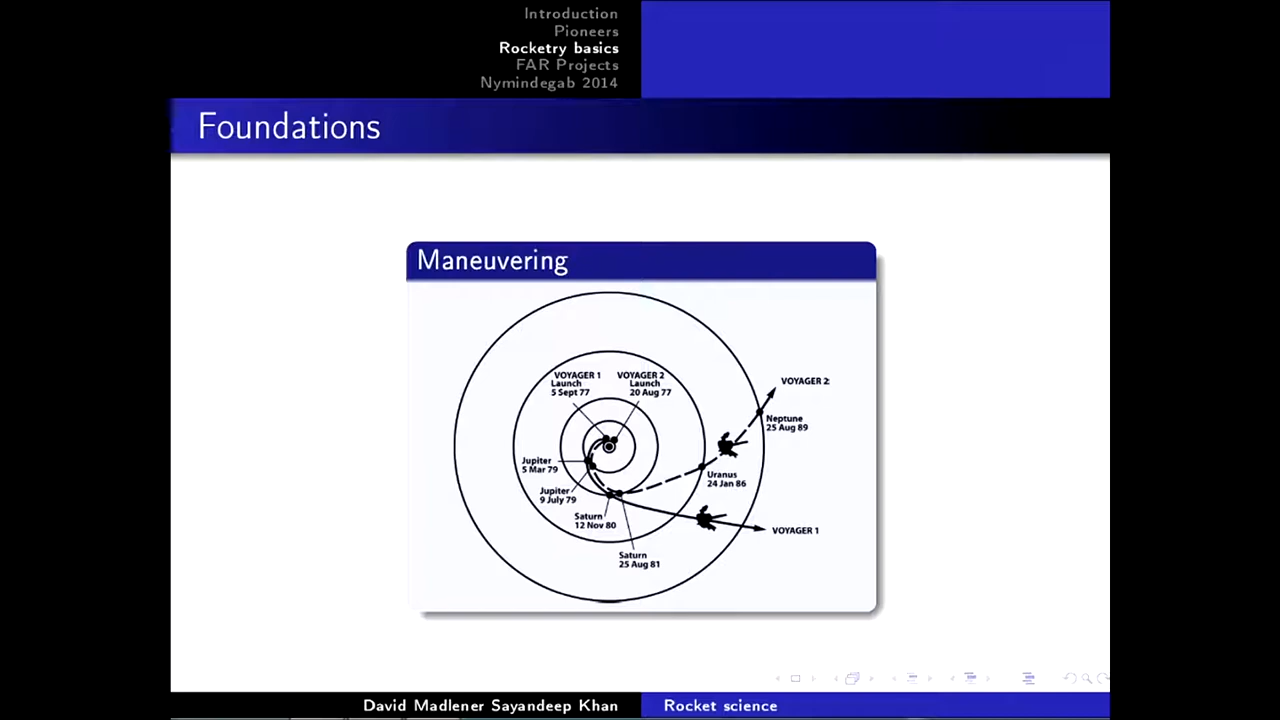 Introduction
Pioneers
Rocketry basics
FAR Projects
Nymindegab 2014
Foundations
Maneuvering
VOYAGER 1
Launch
5 Sept 77
VOYAGER 2
Launch
20 Aug 77
VOYAGER 2
Neptune
25 Aug 89
Jupiter
5 Mar 79
Uranus
24 Jan 86
Jupiter
9 July 79
Saturn
12 Nov 80
VOYAGER 1
Saturn
25 Aug 81
David Madlener Sayandeep Khan
Rocket science